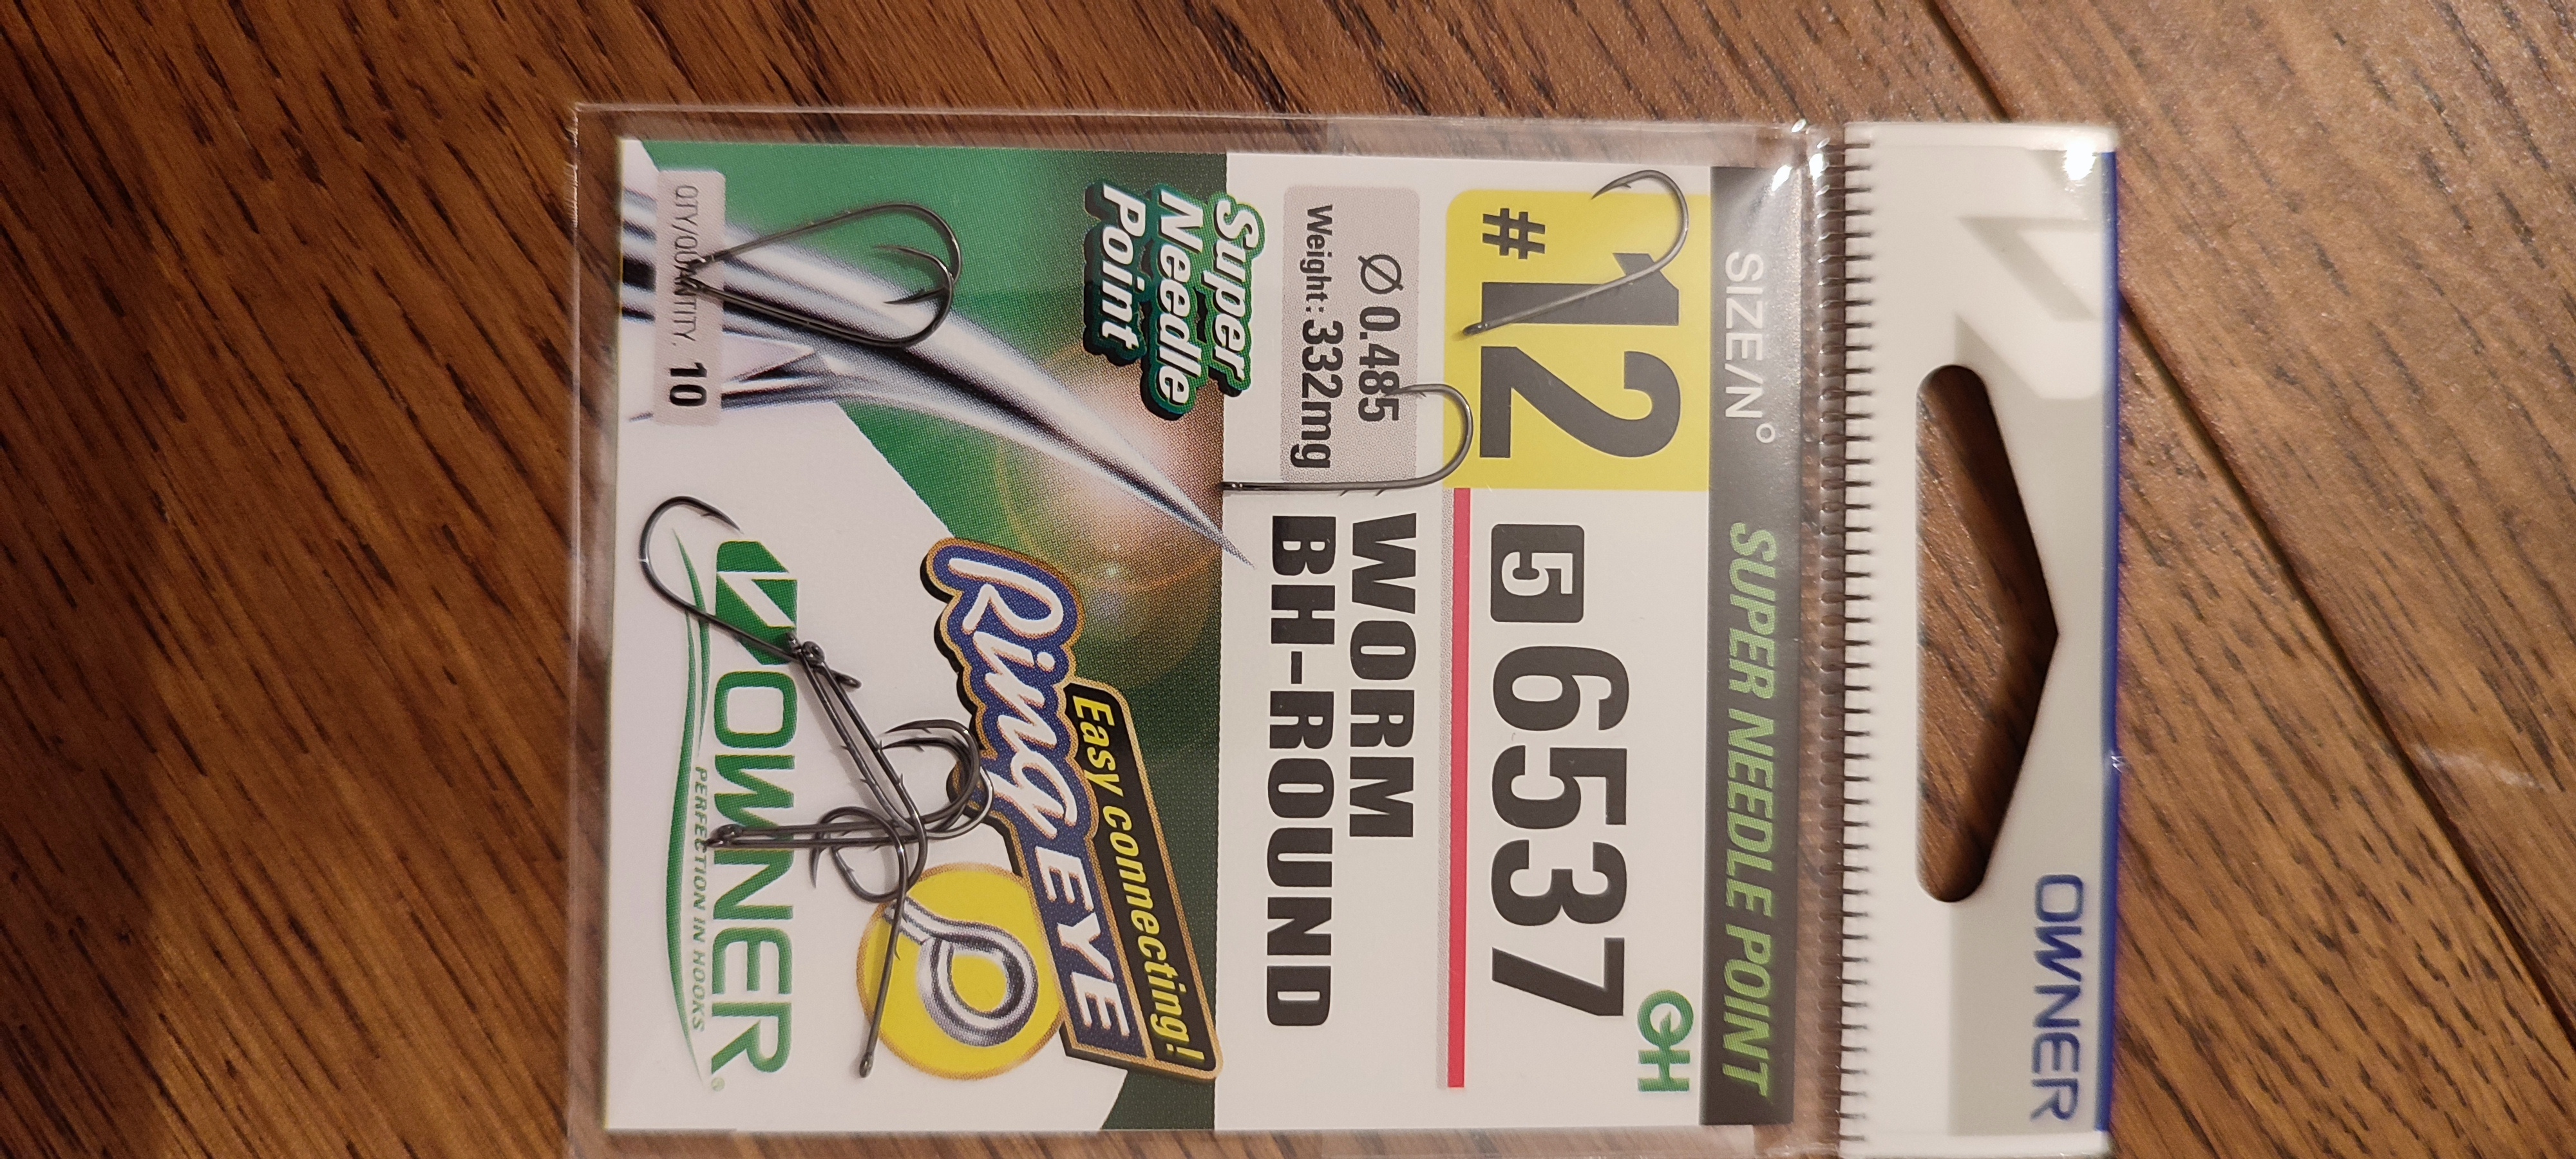 OWNER
SIZE/N° SUPER NEEDLE POINT
#12
5 6537
OH
Ø 0.485
Weight: 332mg
WORM
BH-ROUND
Super
Needle
Point
Easy connecting!
Ring EYE
OWNER®
PERFECTION IN HOOKS
QTY/QUANTITY. 10